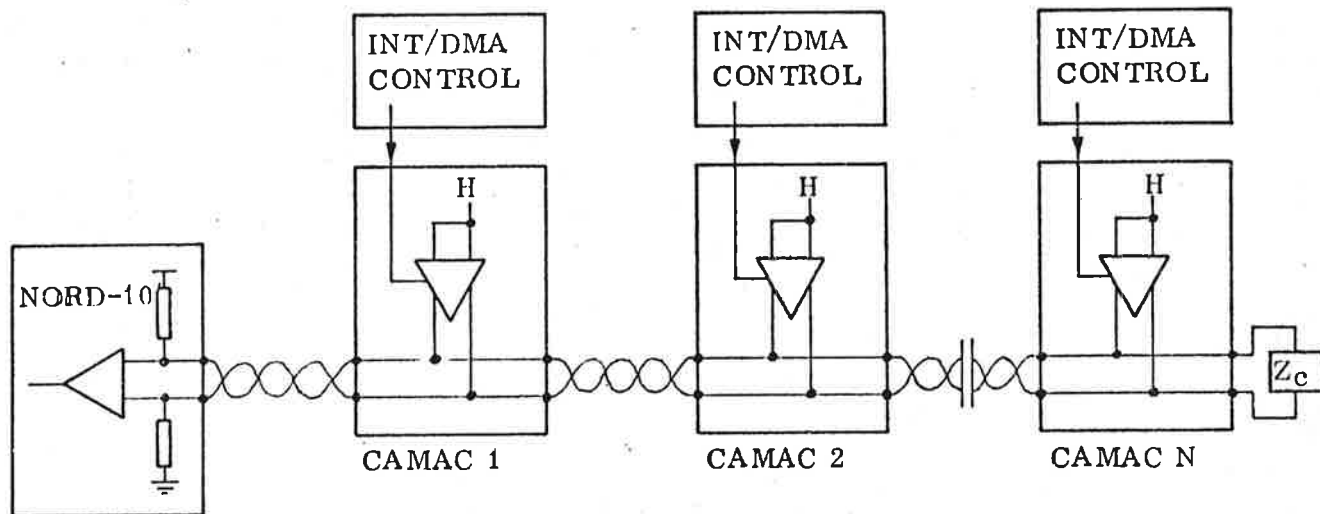 INT/DMA
CONTROL
INT/DMA
CONTROL
INT/DMA
CONTROL
H
H
H
NORD-10
Zc
CAMAC 1
CAMAC 2
CAMAC N